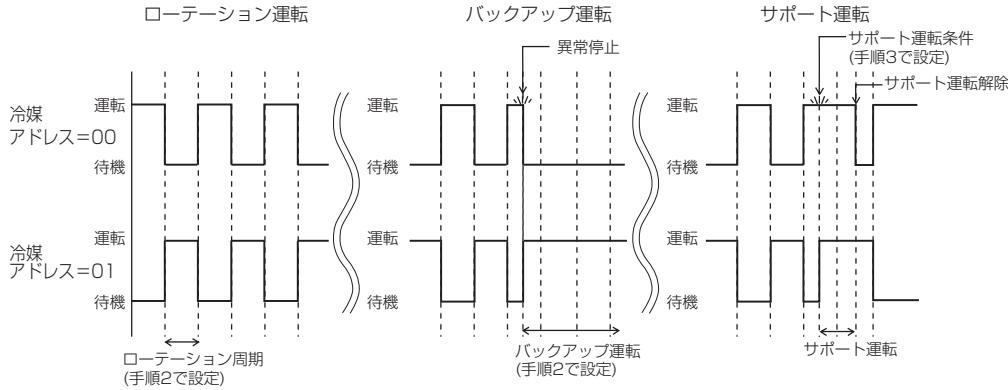 ローテーション運転
バックアップ運転
サポート運転
異常停止
サポート運転条件
(手順3で設定)
サポート運転解除
冷媒
アドレス=00
運転
待機
運転
待機
運転
待機
冷媒
アドレス=01
運転
待機
運転
待機
運転
待機
ローテーション周期
(手順2で設定)
バックアップ運転
(手順2で設定)
サポート運転